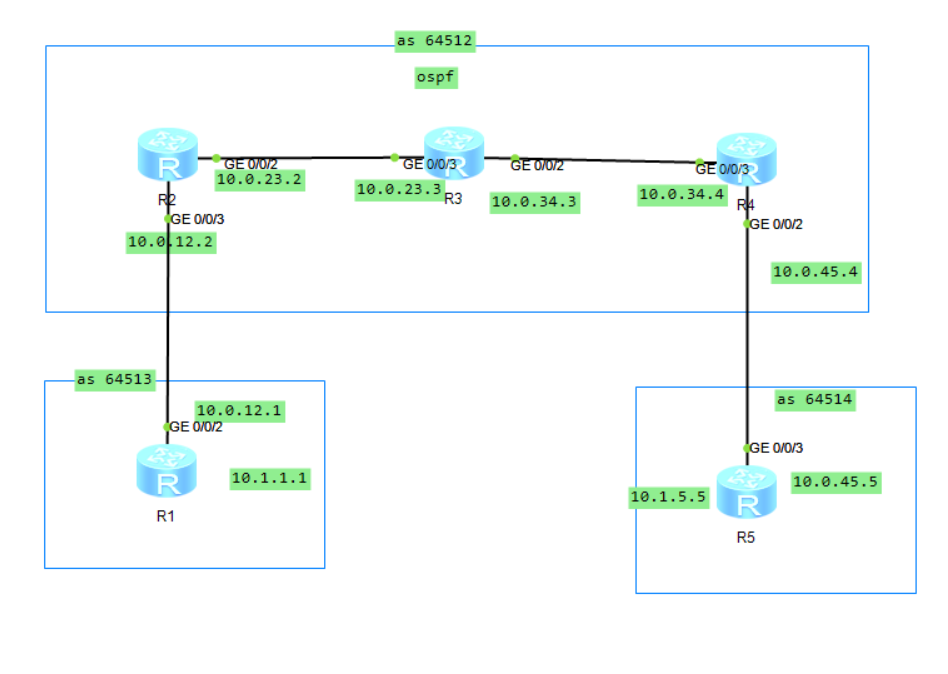 as 64512
ospf
R
R
R
GE 0/0/2
GE 0/0/3
GE 0/0/2
GE 0/0/3
10.0.23.2
10.0.23.3
10.0.34.3
10.0.34.4
R2
R3
R4
GE 0/0/3
GE 0/0/2
10.0.12.2
10.0.45.4
as 64513
as 64514
10.0.12.1
GE 0/0/2
GE 0/0/3
R
10.1.1.1
R
10.0.45.5
10.1.5.5
R1
R5